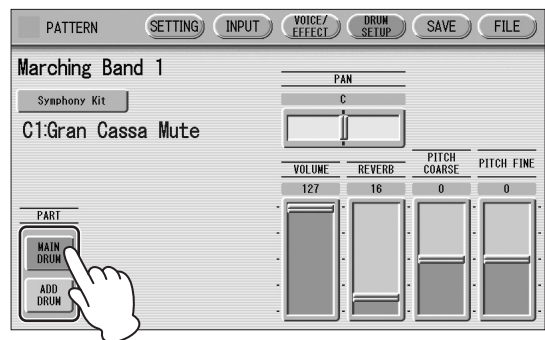 PATTERN SETTING INPUT VOICE/ EFFECT DRUM SETUP SAVE FILE
Marching Band 1
Symphony Kit
C1:Gran Cassa Mute
PAN
C
VOLUME REVERB PITCH COARSE PITCH FINE
127 16 0 0
PART
MAIN DRUM
ADD DRUM